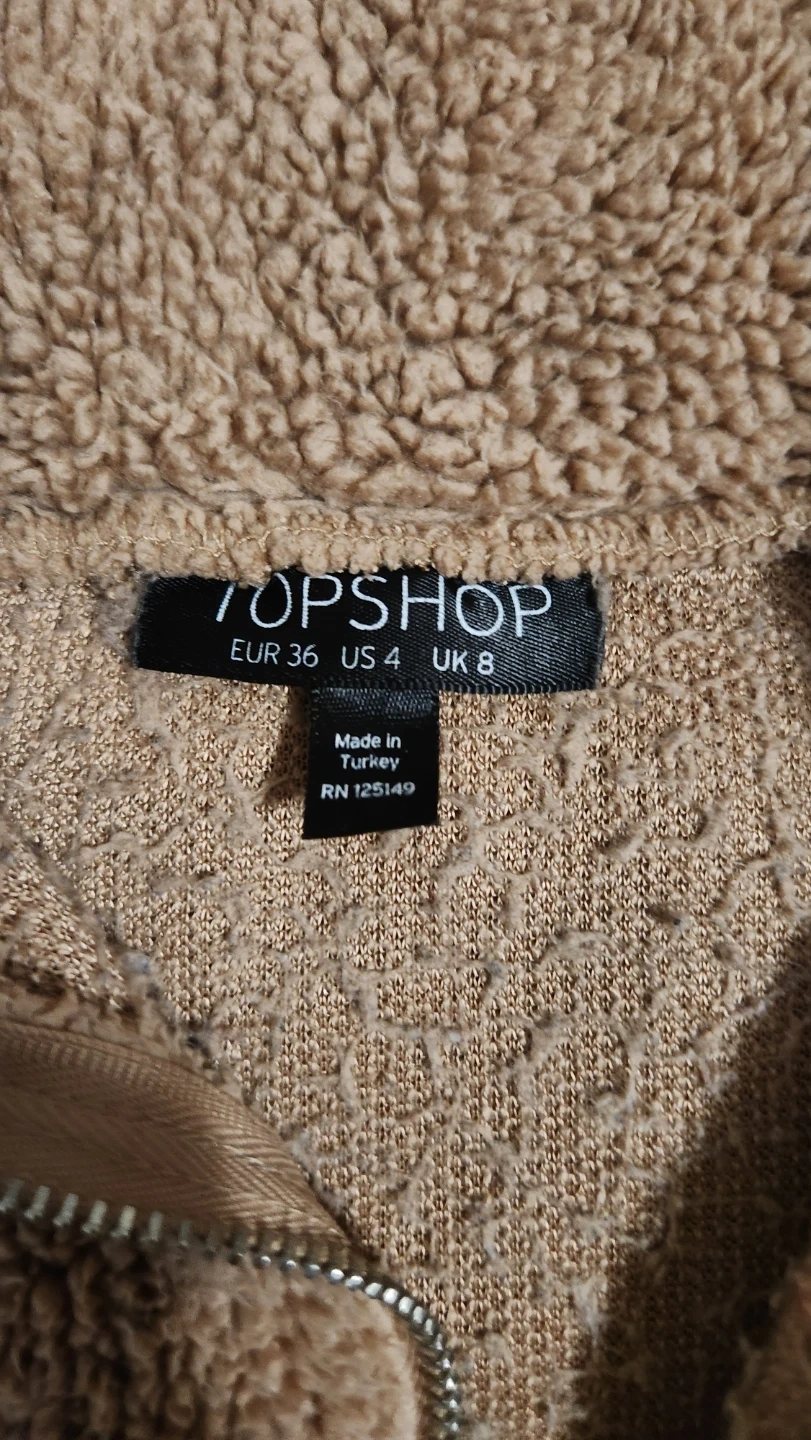 TOPSHOP
EUR 36 US 4 UK 8
Made in
Turkey
RN 125149